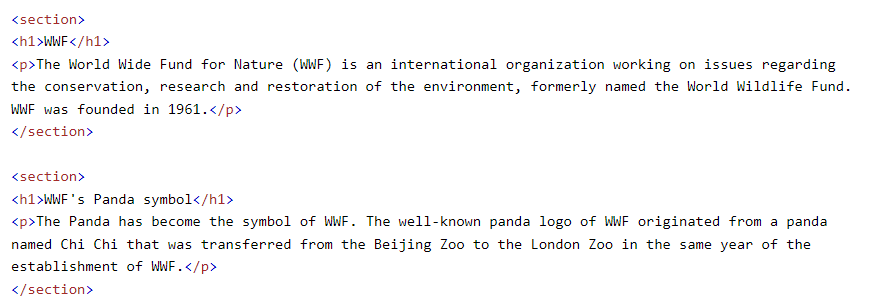 <section>
<h1>WWF</h1>
<p>The World Wide Fund for Nature (WWF) is an international organization working on issues regarding
the conservation, research and restoration of the environment, formerly named the World Wildlife Fund.
WWF was founded in 1961.</p>
</section>
<section>
<h1>WWF's Panda symbol</h1>
<p>The Panda has become the symbol of WWF. The well-known panda logo of WWF originated from a panda
named Chi Chi that was transferred from the Beijing Zoo to the London Zoo in the same year of the
establishment of WWF.</p>
</section>